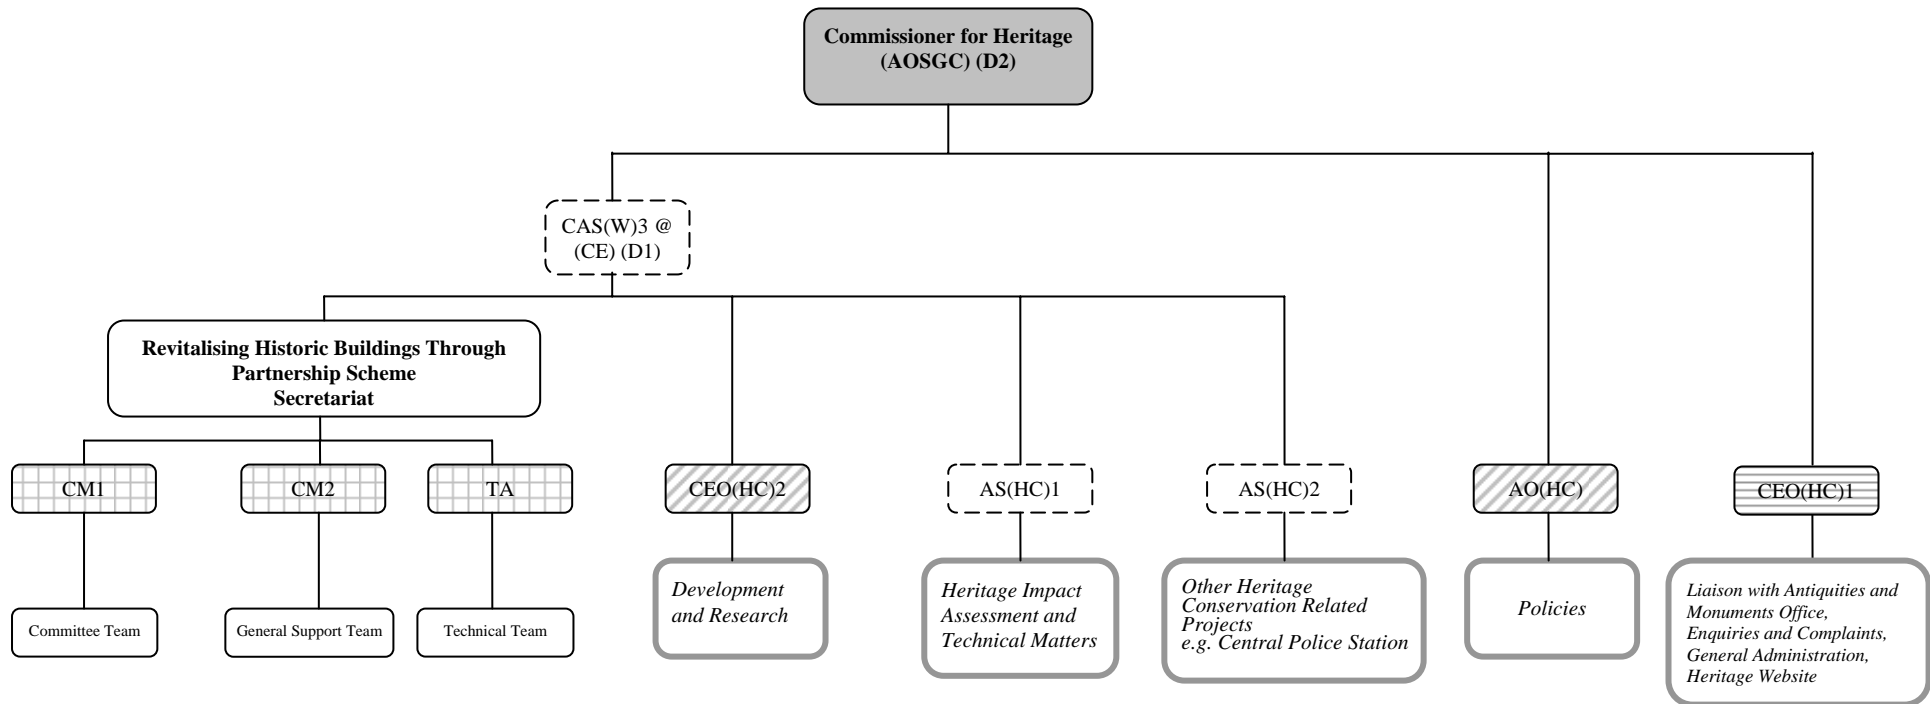 Commissioner for Heritage
(AOSGC) (D2)
CAS(W)3 @
(CE) (D1)
Revitalising Historic Buildings Through
Partnership Scheme
Secretariat
CM1
CM2
TA
CEO(HC)2
AS(HC)1
AS(HC)2
AO(HC)
CEO(HC)1
Committee Team
General Support Team
Technical Team
Development
and Research
Heritage Impact
Assessment and
Technical Matters
Other Heritage
Conservation Related
Projects
e.g. Central Police Station
Policies
Liaison with Antiquities and
Monuments Office,
Enquiries and Complaints,
General Administration,
Heritage Website